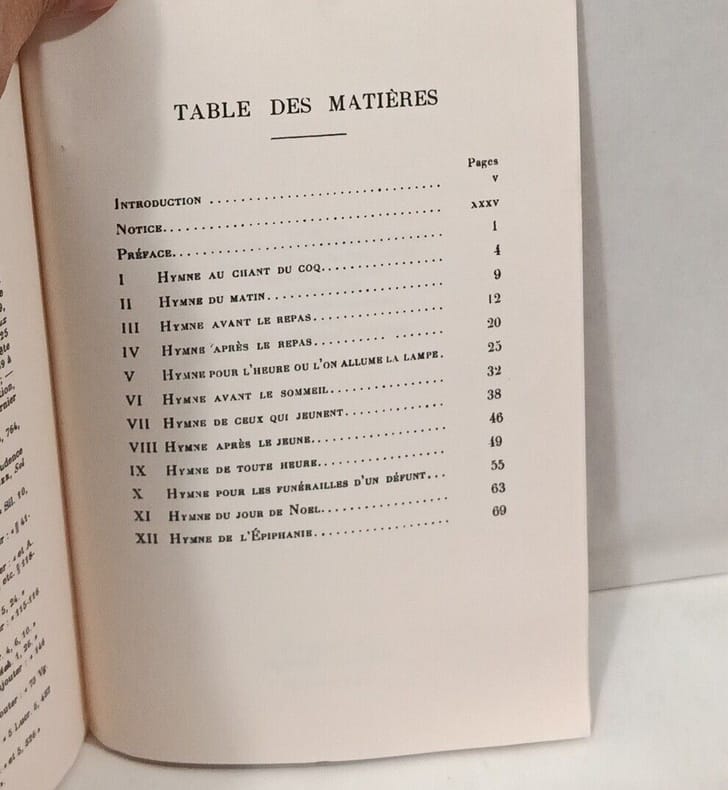 tion,
rnier
, 764,
TABLE DES MATIÈRES
Pages
INTRODUCTION .............................. V
NOTICE.............................. XXXV
PRÉFACE.............................. 1
I HYMNE AU CHANT DU COQ.................. 4
II HYMNE DU MATIN.................. 9
III HYMNE AVANT LE REPAS.................. 12
IV HYMNE APRÈS LE REPAS.................. 20
V HYMNE POUR L'HEURE OU L'ON ALLUME LA LAMPE. 25
VI HYMNE AVANT LE SOMMEIL.................. 32
VII HYMNE DE CEUX QUI JEUNENT.................. 38
VIII HYMNE APRÈS LE JEUNE.................. 46
IX HYMNE DE TOUTE HEURE.................. 49
X HYMNE POUR LES FUNÉRAILLES D'UN DÉFUNT... 55
XI HYMNE DU JOUR DE NOEL.................. 63
XII HYMNE DE L'ÉPIPHANIE.................. 69